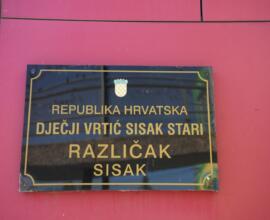 REPUBLIKA HRVATSKA
DJEČJI VRTIĆ SISAK STARI
RAZLIČAK
SISAK